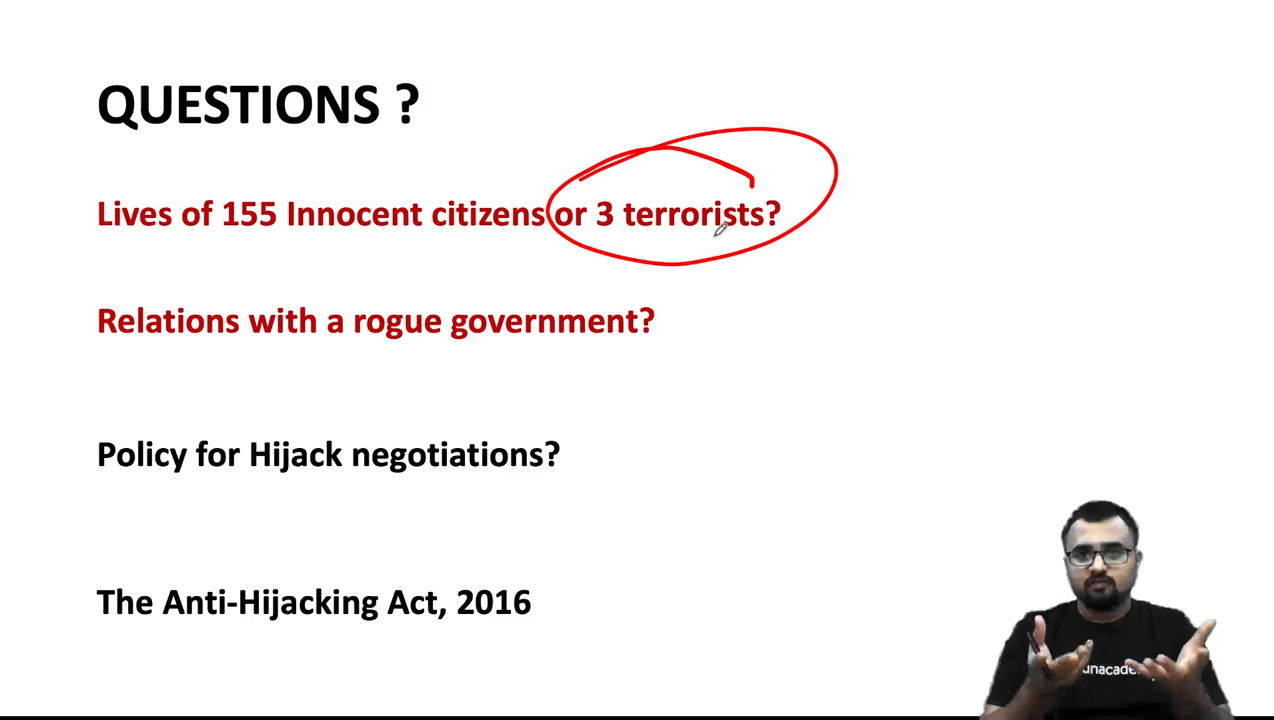 QUESTIONS ?
Lives of 155 Innocent citizens or 3 terrorists?
Relations with a rogue government?
Policy for Hijack negotiations?
The Anti-Hijacking Act, 2016